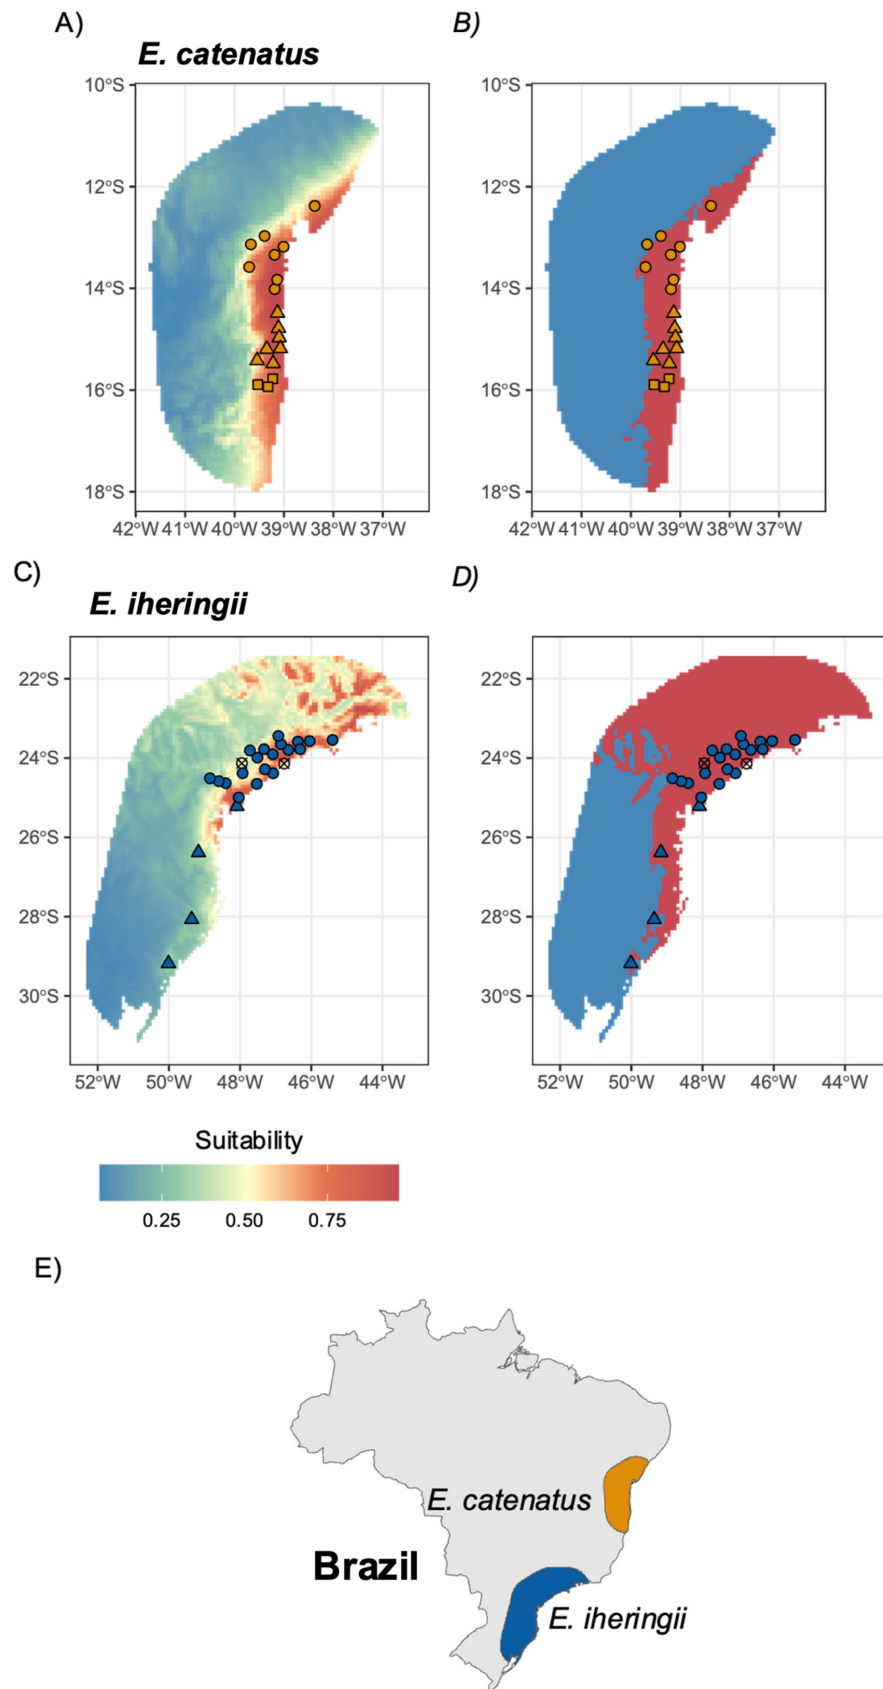 A)
B)
E. catenatus
10°S
12°S
14°S
16°S
18°S
42°W 41°W 40°W 39°W 38°W 37°W
10°S
12°S
14°S
16°S
18°S
42°W 41°W 40°W 39°W 38°W 37°W
C)
D)
E. iheringii
22°S
24°S
26°S
28°S
30°S
52°W 50°W 48°W 46°W 44°W
22°S
24°S
26°S
28°S
30°S
52°W 50°W 48°W 46°W 44°W
Suitability
0.25 0.50 0.75
E)
E. catenatus
Brazil
E. iheringii